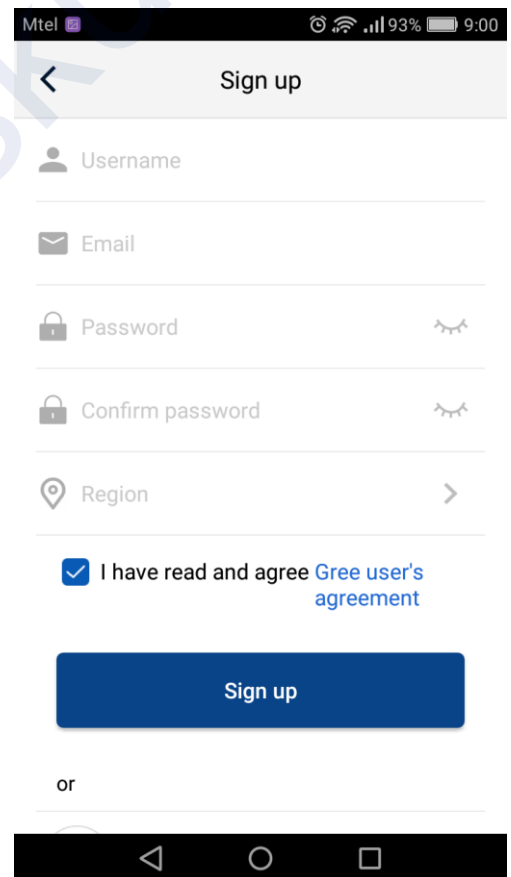 Mtel 93% 9:00
Sign up
Username
Email
Password
Confirm password
Region
I have read and agree Gree user's
agreement
Sign up
or